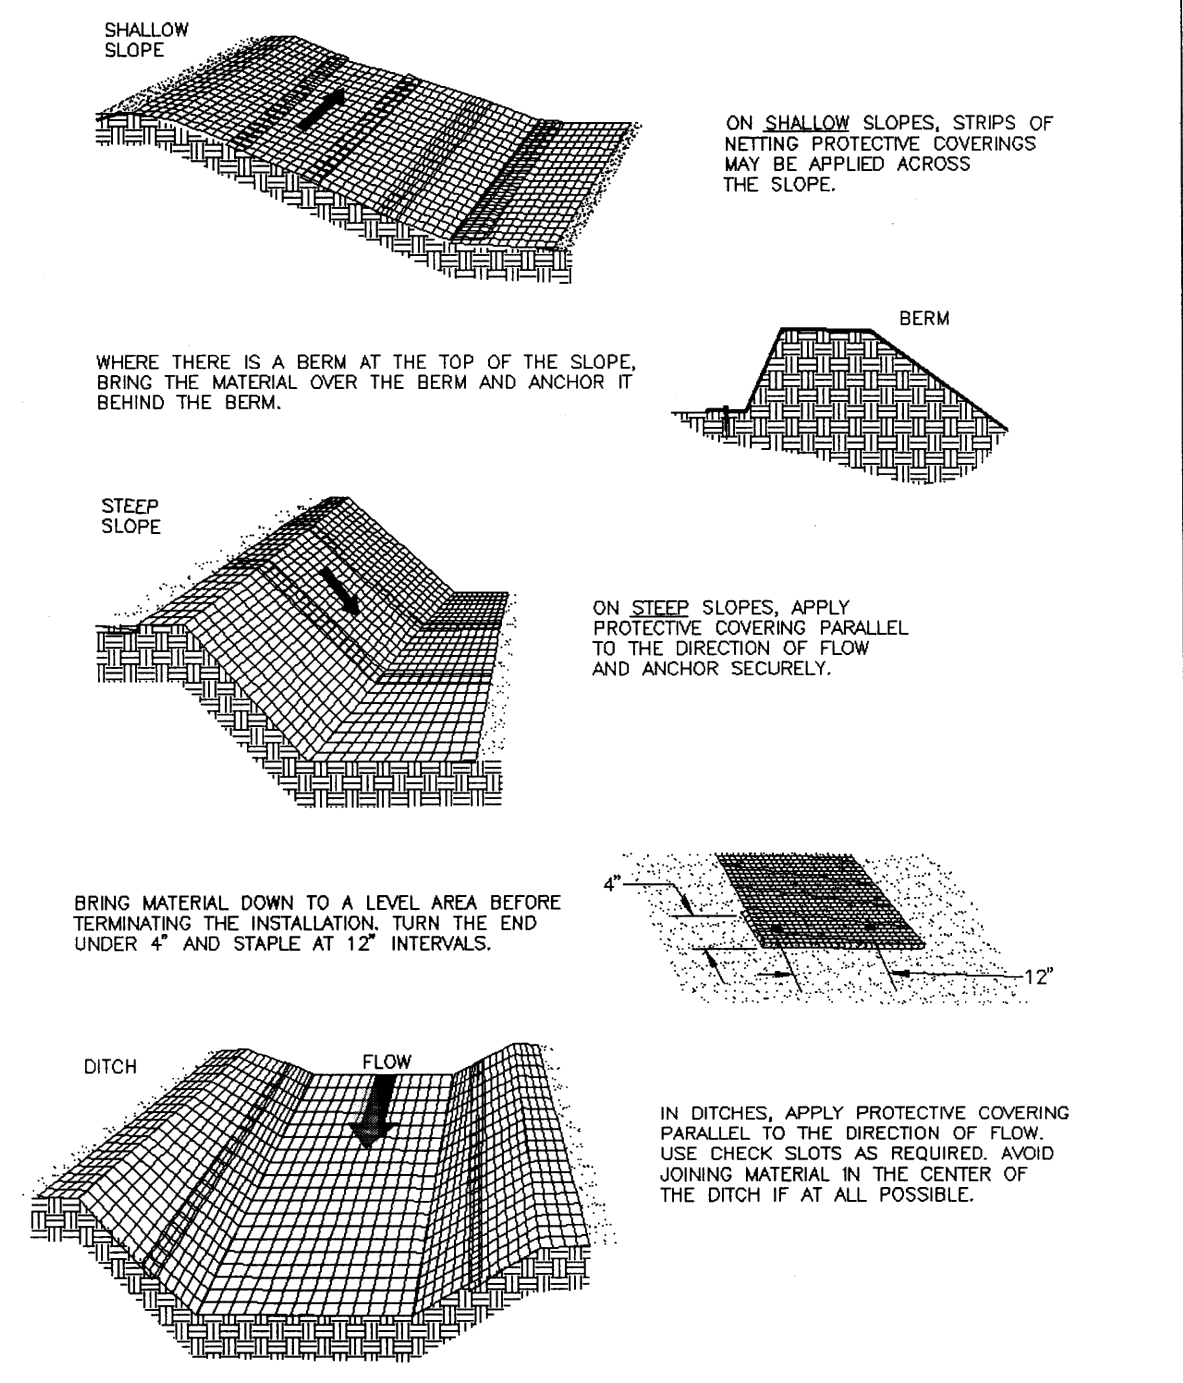 SHALLOW
SLOPE
ON SHALLOW SLOPES, STRIPS OF
NETTING PROTECTIVE COVERINGS
MAY BE APPLIED ACROSS
THE SLOPE.
BERM
WHERE THERE IS A BERM AT THE TOP OF THE SLOPE,
BRING THE MATERIAL OVER THE BERM AND ANCHOR IT
BEHIND THE BERM.
STEEP
SLOPE
ON STEEP SLOPES, APPLY
PROTECTIVE COVERING PARALLEL
TO THE DIRECTION OF FLOW
AND ANCHOR SECURELY.
4"
BRING MATERIAL DOWN TO A LEVEL AREA BEFORE
TERMINATING THE INSTALLATION. TURN THE END
UNDER 4" AND STAPLE AT 12" INTERVALS.
12"
DITCH
FLOW
IN DITCHES, APPLY PROTECTIVE COVERING
PARALLEL TO THE DIRECTION OF FLOW.
USE CHECK SLOTS AS REQUIRED. AVOID
JOINING MATERIAL IN THE CENTER OF
THE DITCH IF AT ALL POSSIBLE.